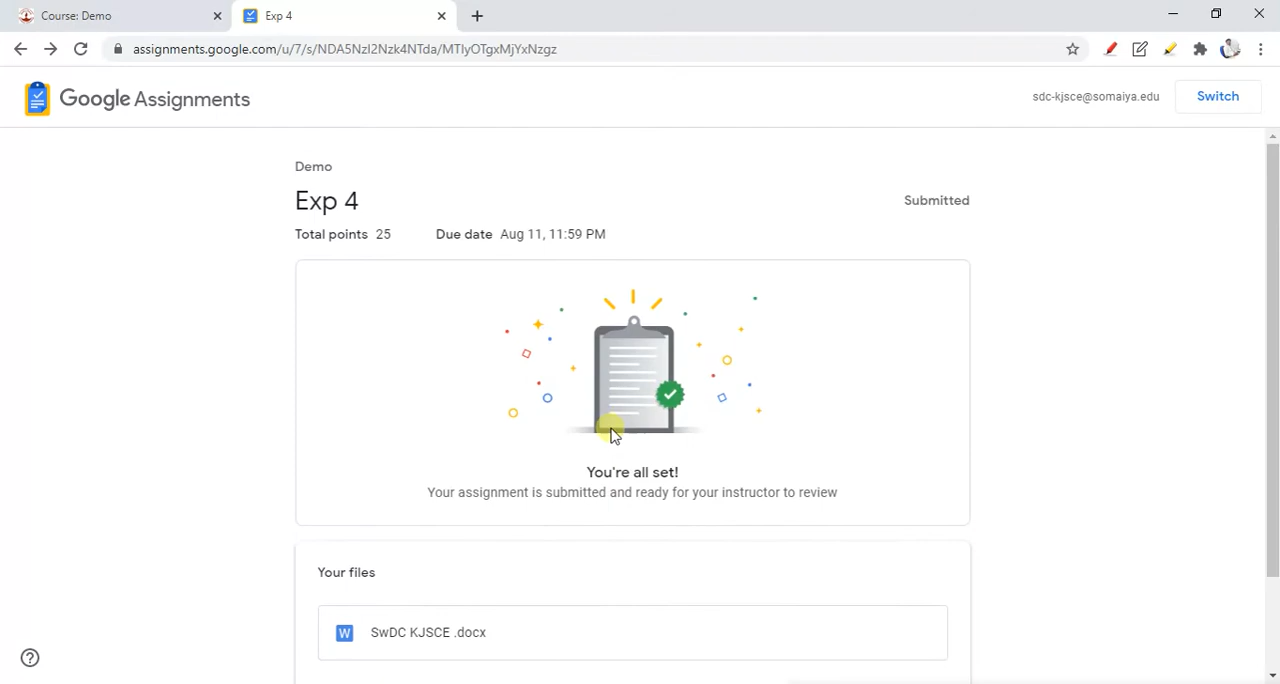 Course: Demo
Exp 4
assignments.google.com/u/7/s/NDA5NzI2Nzk4NTda/MTIyOTgxMjYxNzgz
Google Assignments
sdc-kjsce@somaiya.edu
Switch
Demo
Exp 4
Submitted
Total points 25
Due date Aug 11, 11:59 PM
You're all set!
Your assignment is submitted and ready for your instructor to review
Your files
W
SwDC KJSCE .docx